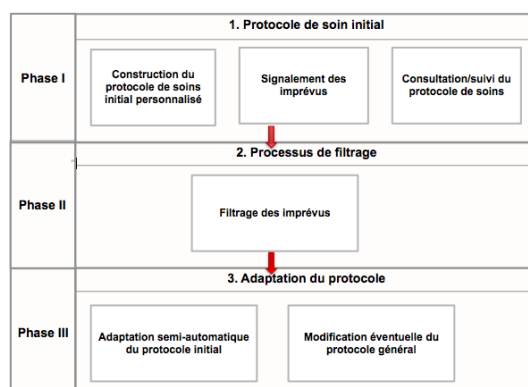 1. Protocole de soin initial
Phase I
Construction du
protocole de soins
initial personnalisé
Signalement des
imprévus
Consultation/suivi du
protocole de soins
2. Processus de filtrage
Phase II
Filtrage des imprévus
3. Adaptation du protocole
Phase III
Adaptation semi-automatique
du protocole initial
Modification éventuelle du
protocole général